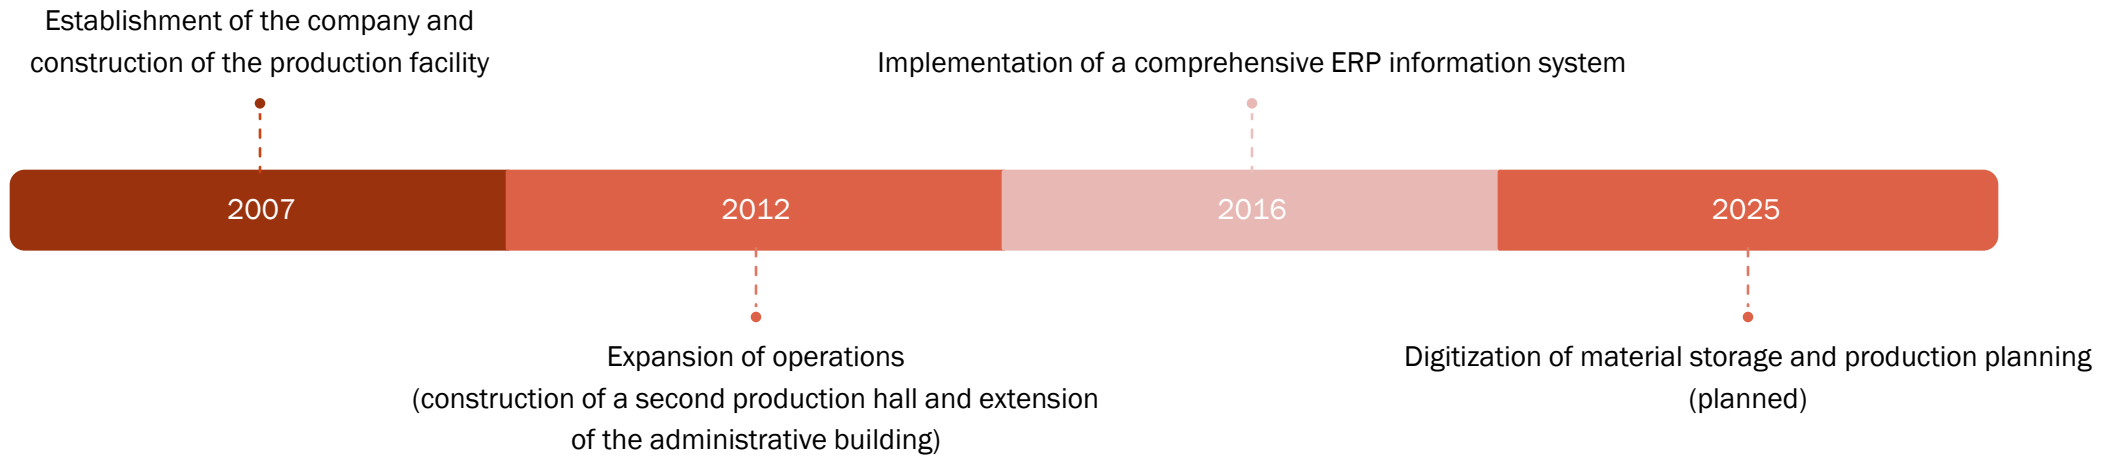 Establishment of the company and
construction of the production facility
Implementation of a comprehensive ERP information system
2007
2012
2016
2025
Expansion of operations
(construction of a second production hall and extension
of the administrative building)
Digitization of material storage and production planning
(planned)